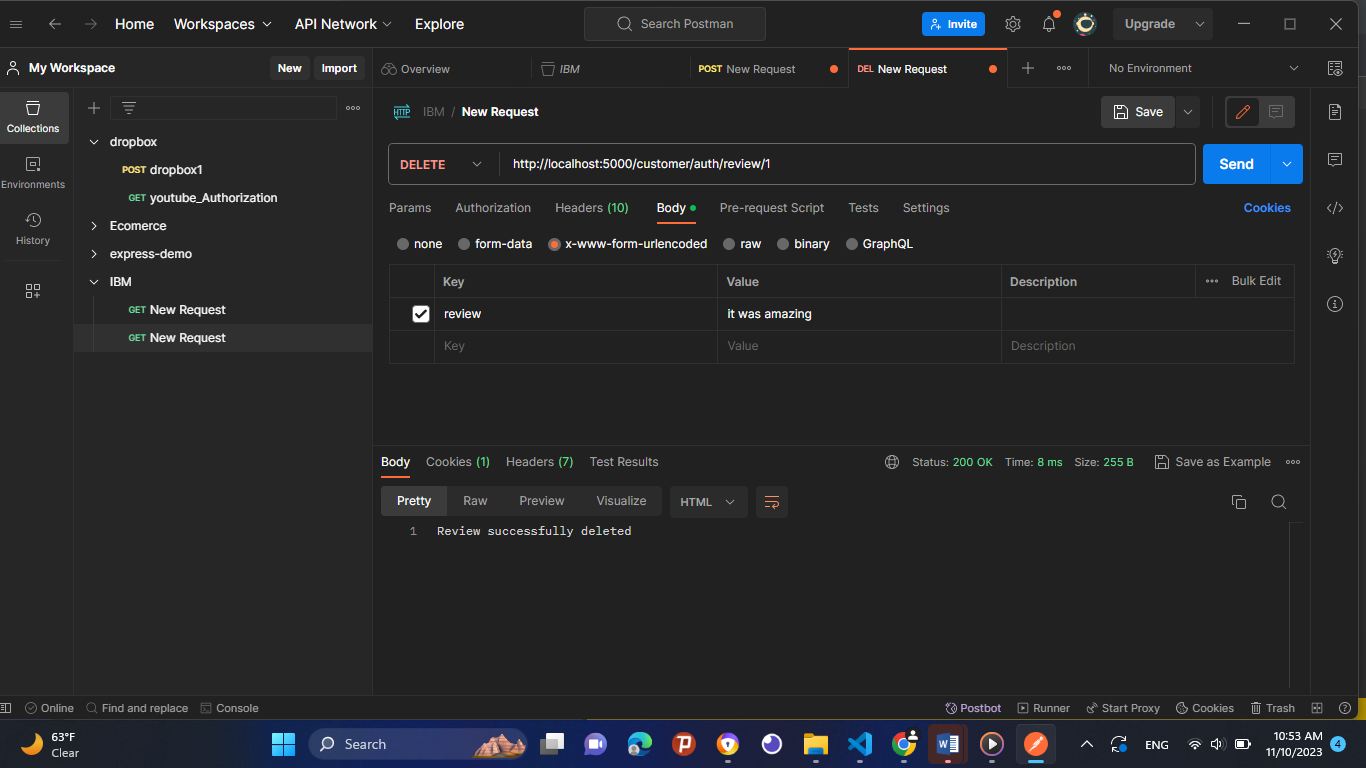 Home Workspaces API Network Explore Search Postman Invite Upgrade
My Workspace New Import Overview IBM POST New Request DEL New Request No Environment
Collections
Environments
History
dropbox
POST dropbox1
GET youtube_Authorization
Ecomerce
express-demo
IBM
GET New Request
GET New Request
HTTP IBM / New Request Save
DELETE http://localhost:5000/customer/auth/review/1 Send
Params Authorization Headers (10) Body Pre-request Script Tests Settings Cookies
none form-data x-www-form-urlencoded raw binary GraphQL
Key Value Description Bulk Edit
review it was amazing
Key Value Description
Body Cookies (1) Headers (7) Test Results Status: 200 OK Time: 8 ms Size: 255 B Save as Example
Pretty Raw Preview Visualize HTML
1 Review successfully deleted
Online Find and replace Console Postbot Runner Start Proxy Cookies Trash
63°F
Clear
Search
ENG
10:53 AM
11/10/2023
4